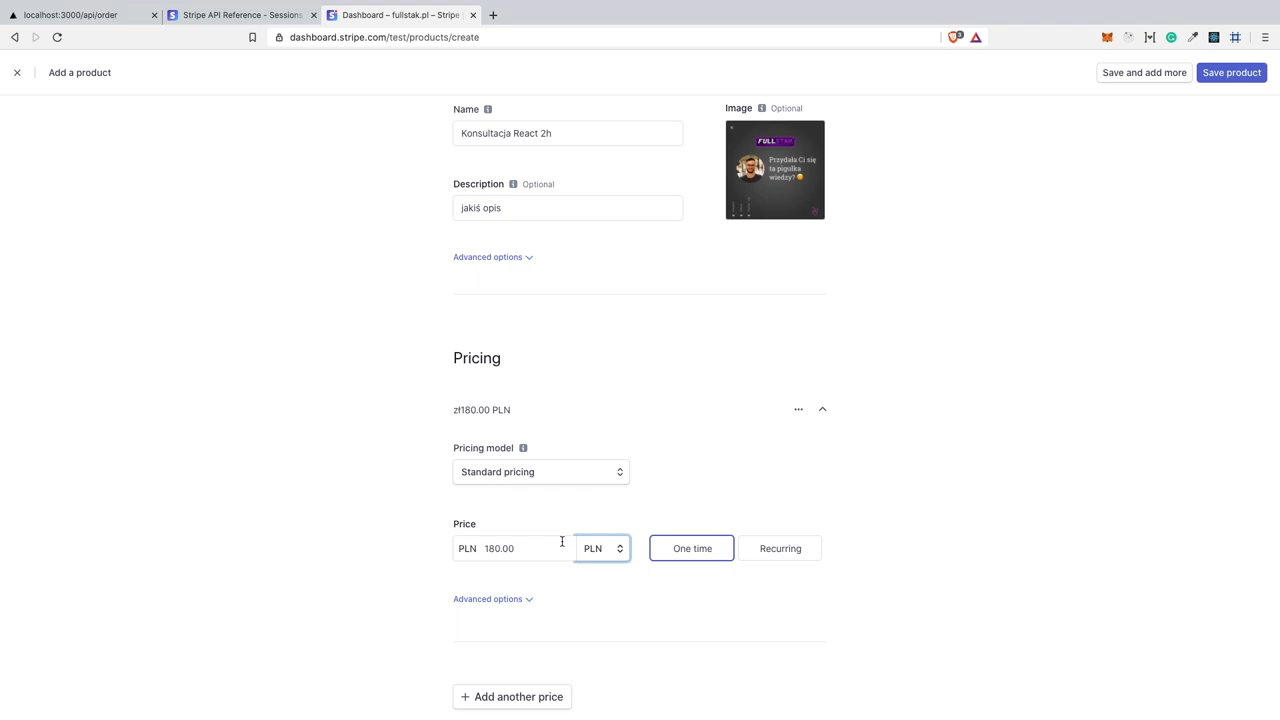 localhost:3000/api/order
Stripe API Reference - Sessions
Dashboard – fullstak.pl – Stripe
dashboard.stripe.com/test/products/create
Add a product
Save and add more
Save product
Name
Image Optional
Konsultacja React 2h
FULLSTAK
Przydała Ci się
ta pigołka
wiedzy?
Description Optional
jakiś opis
Advanced options
Pricing
zł180.00 PLN
Pricing model
Standard pricing
Price
PLN 180.00
PLN
One time
Recurring
Advanced options
+ Add another price